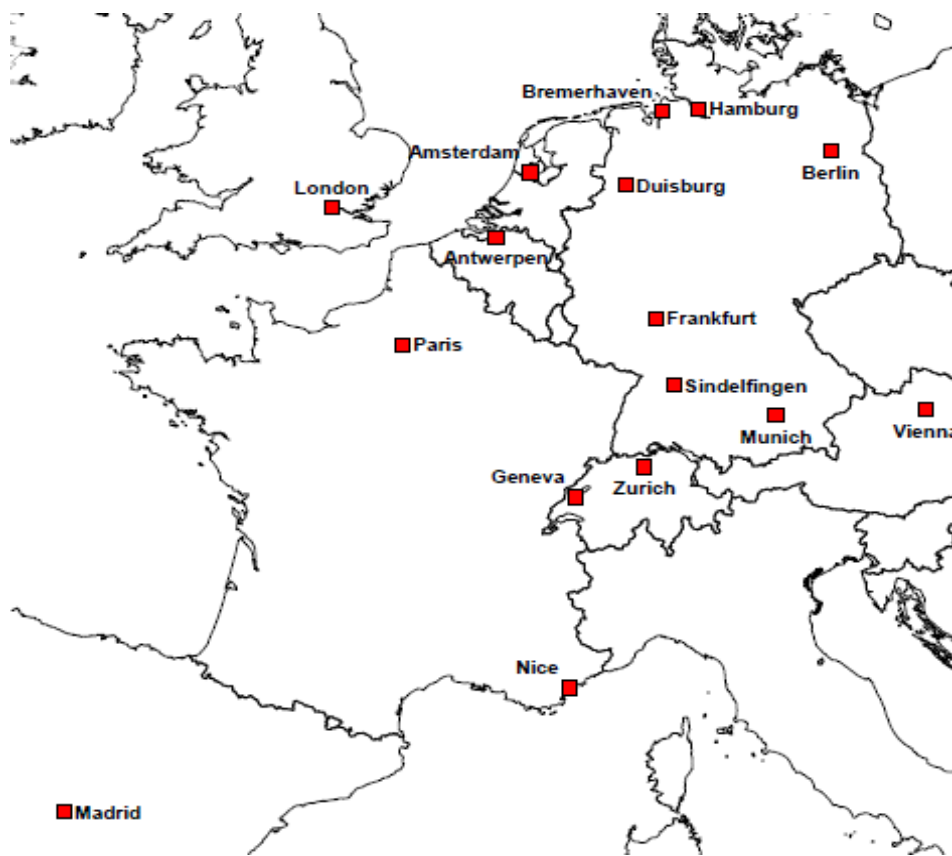 Bremerhaven
Hamburg
Amsterdam
Berlin
London
Duisburg
Antwerpen
Frankfurt
Paris
Sindelfingen
Munich
Vienna
Geneva
Zurich
Nice
Madrid